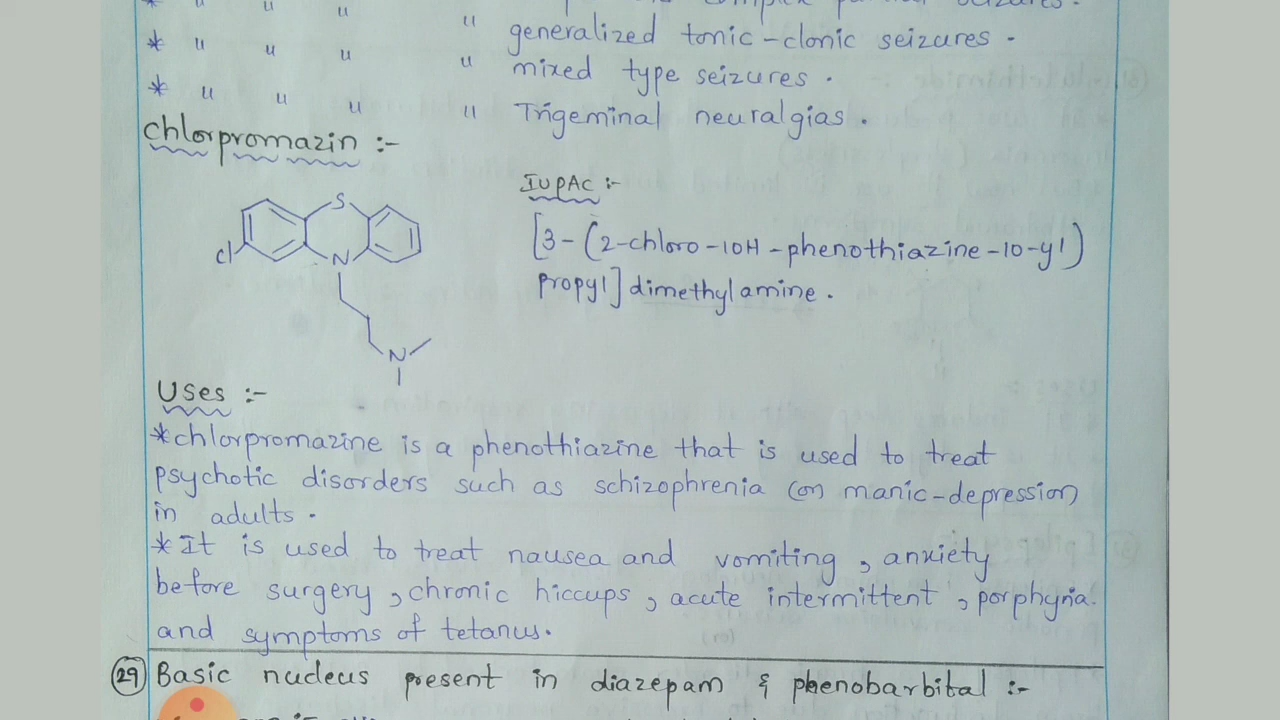 * " " " " complex partial seizures.
* " " " " generalized tonic-clonic seizures.
* " " " " mixed type seizures.
* " " " " Trigeminal neuralgias.
Chlorpromazin :-
IUPAC :-
[3-(2-chloro-10H-phenothiazine-10-yl)
propyl] dimethylamine.
S
Cl
N
N
Uses :-
*chlorpromazine is a phenothiazine that is used to treat
psychotic disorders such as schizophrenia (or) manic-depression
in adults.
*It is used to treat nausea and vomiting, anxiety
before surgery, chronic hiccups, acute intermittent, porphyria.
and symptoms of tetanus.
29 Basic nucleus present in diazepam & phenobarbital :-